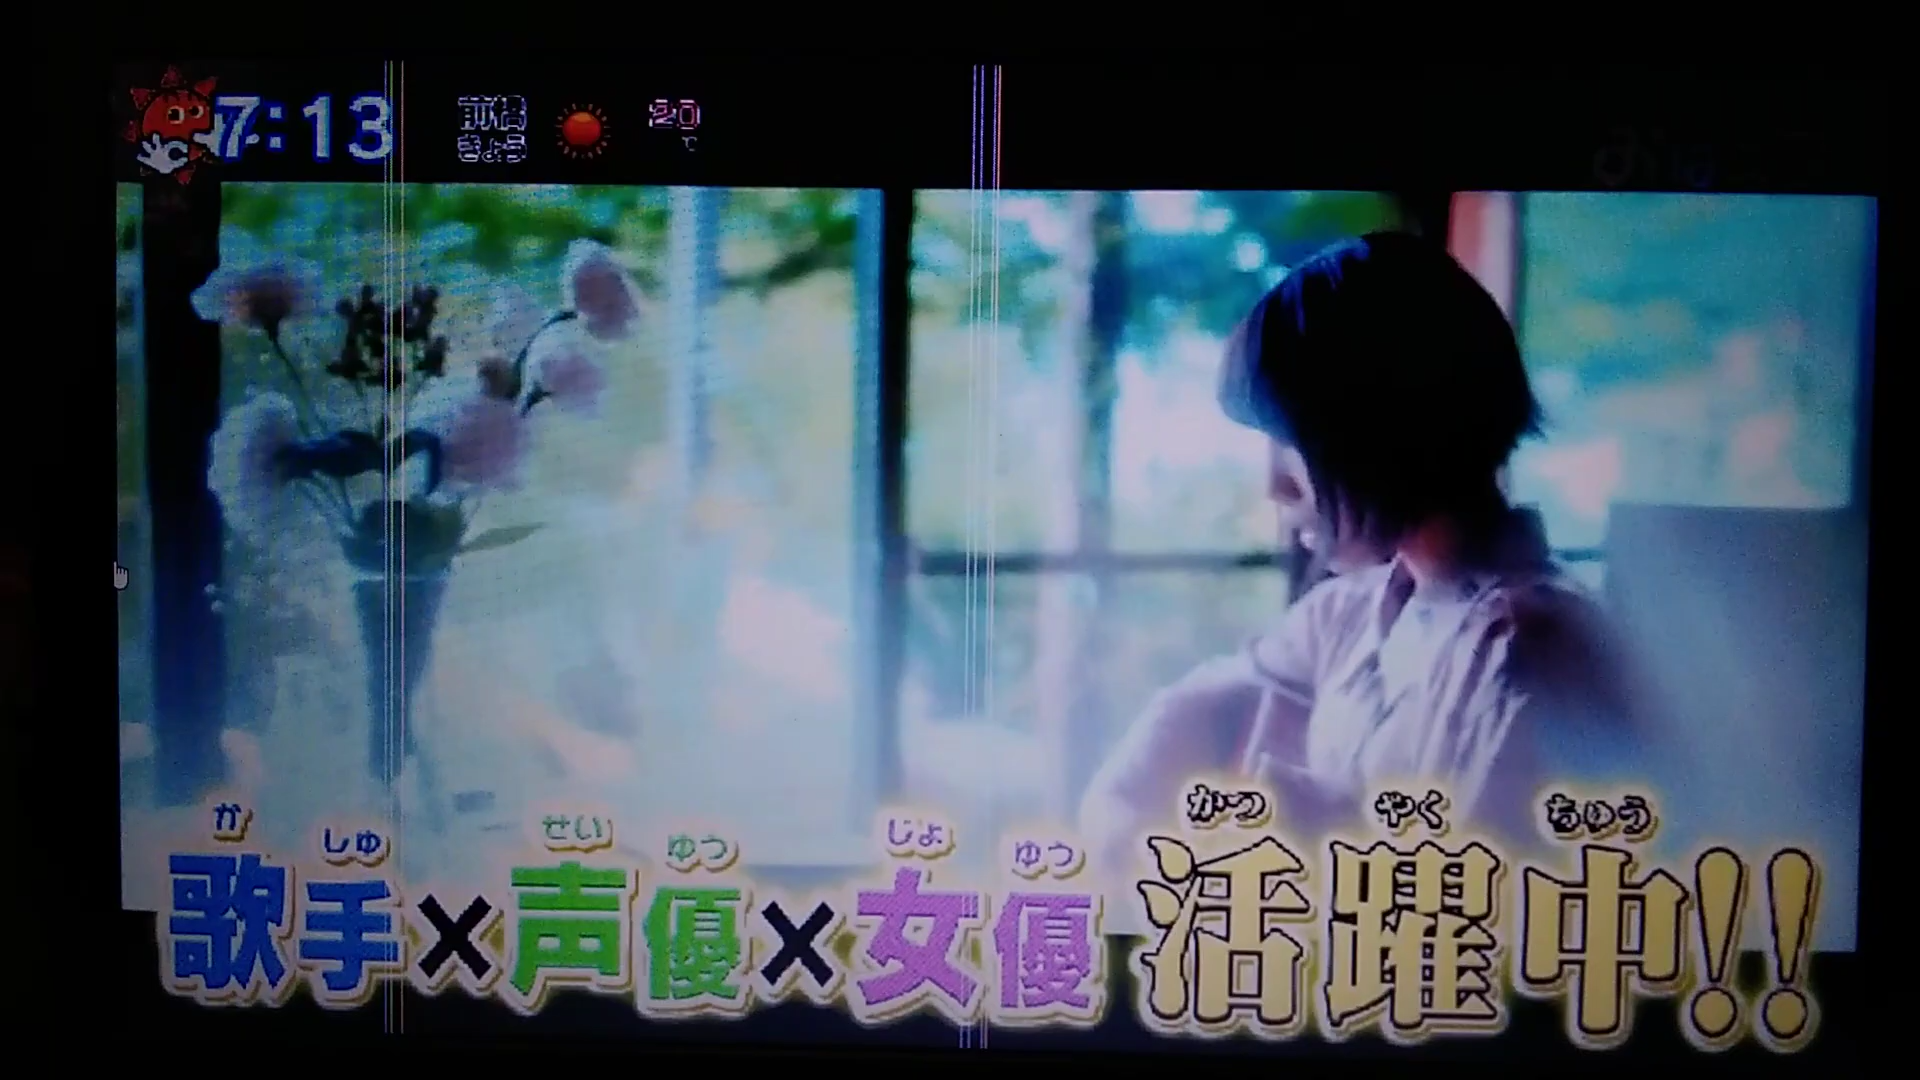 7:13
前橋
きょう
20
℃
か しゅ せい ゆう じょ ゆう かつ やく ちゅう
歌手×声優×女優 活躍中!!